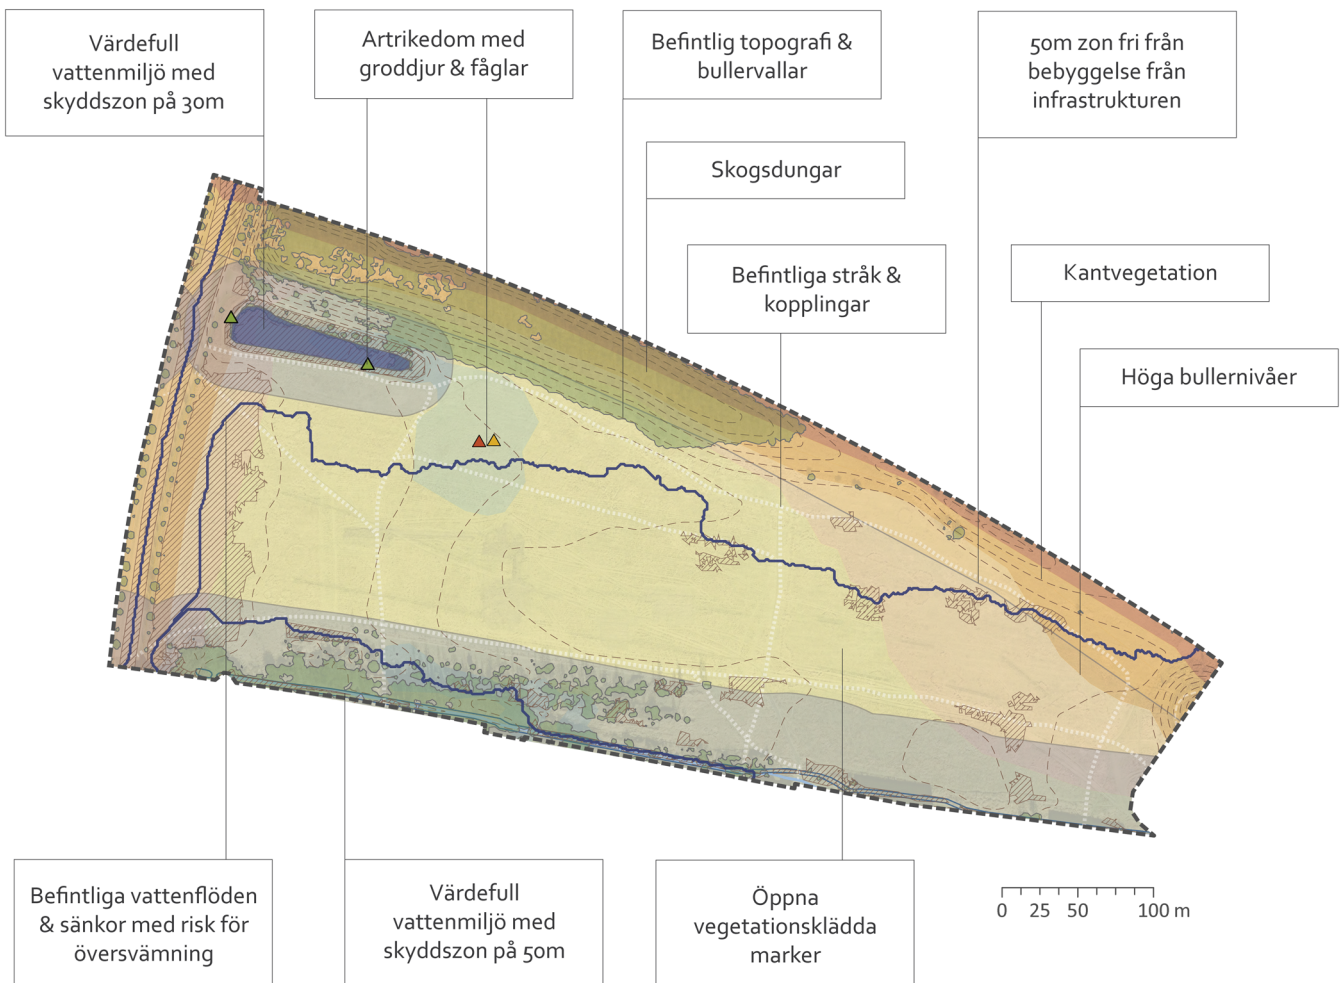 Värdefull
vattenmiljö med
skyddszon på 30m
Artrikedom med
groddjur & fåglar
Befintlig topografi &
bullervallar
50m zon fri från
bebyggelse från
infrastrukturen
Skogsdungar
Befintliga stråk &
kopplingar
Kantvegetation
Höga bullernivåer
Befintliga vattenflöden
& sänkor med risk för
översvämning
Värdefull
vattenmiljö med
skyddszon på 50m
Öppna
vegetationsklädda
marker
0 25 50 100 m